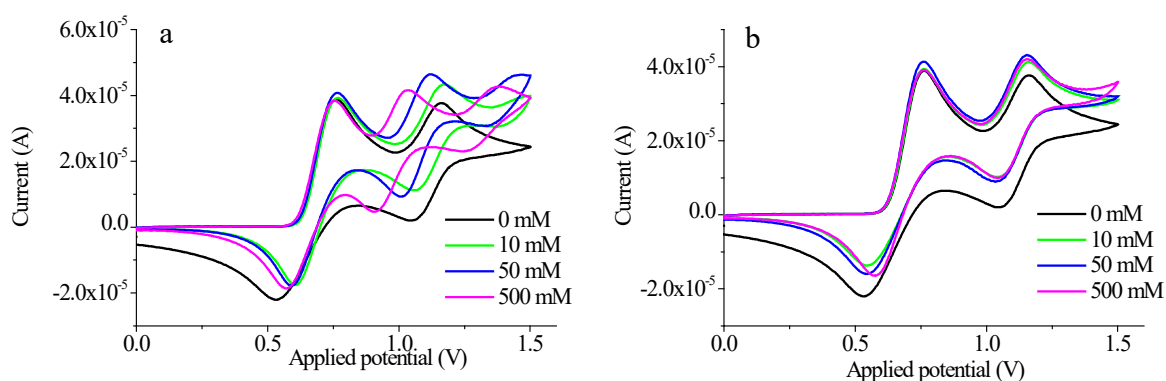 a
6.0x10⁻⁵
4.0x10⁻⁵
2.0x10⁻⁵
0.0
-2.0x10⁻⁵
Current (A)
0 mM
10 mM
50 mM
500 mM
0.0
0.5
1.0
1.5
Applied potential (V)
b
4.0x10⁻⁵
2.0x10⁻⁵
0.0
-2.0x10⁻⁵
Current (A)
0 mM
10 mM
50 mM
500 mM
0.0
0.5
1.0
1.5
Applied potential (V)